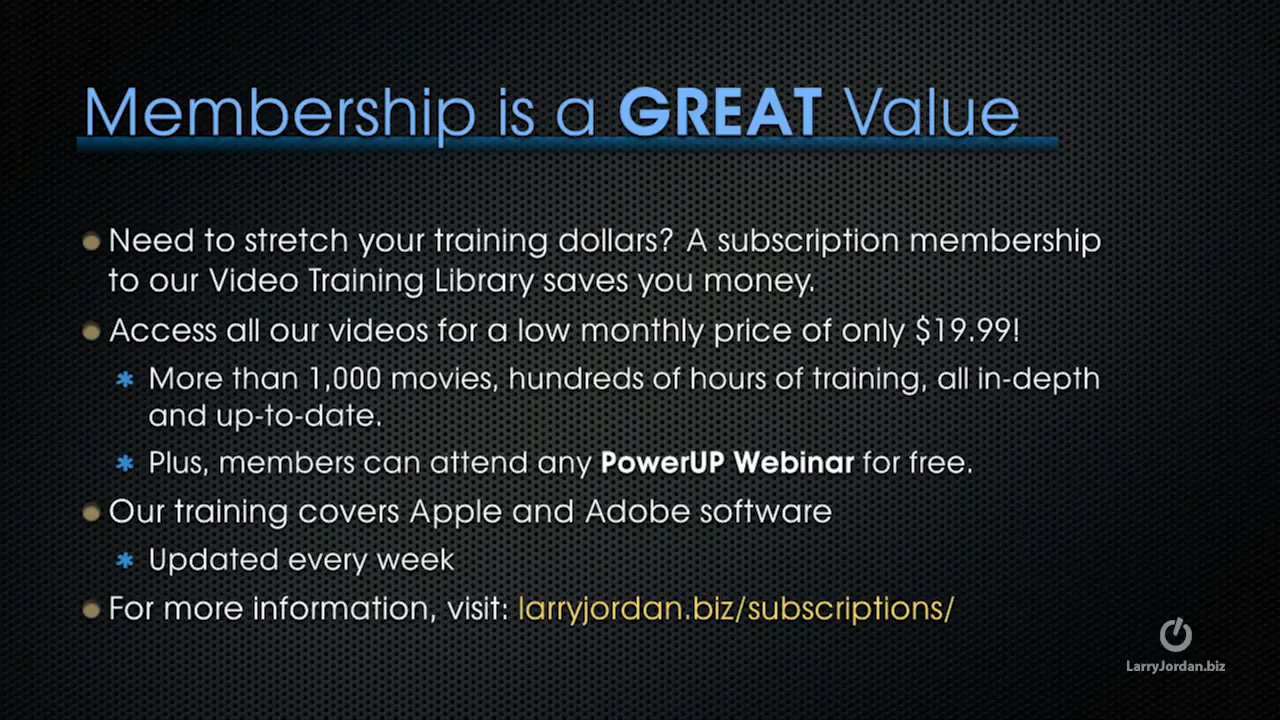 Membership is a GREAT Value
Need to stretch your training dollars? A subscription membership
to our Video Training Library saves you money.
Access all our videos for a low monthly price of only $19.99!
More than 1,000 movies, hundreds of hours of training, all in-depth
and up-to-date.
Plus, members can attend any PowerUP Webinar for free.
Our training covers Apple and Adobe software
Updated every week
For more information, visit: larryjordan.biz/subscriptions/
LarryJordan.biz